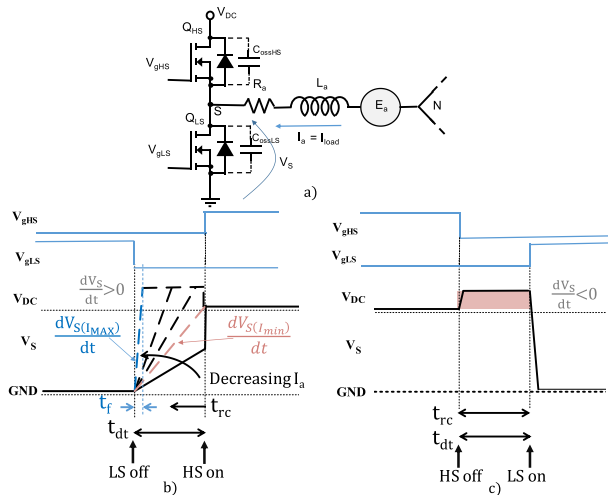 V_DC
Q_HS
C_ossHS
V_gHS
R_a
L_a
E_a
N
S
Q_LS
C_ossLS
I_a = I_load
V_gLS
V_S
a)
V_gHS
V_gLS
dV_S/dt >0
V_DC
V_S
dV_S(I_MAX)/dt
dV_S(I_min)/dt
Decreasing I_a
GND
t_f
t_rc
t_dt
LS off
HS on
b)
V_gHS
V_gLS
V_DC
dV_S/dt <0
V_S
GND
t_rc
t_dt
HS off
LS on
c)